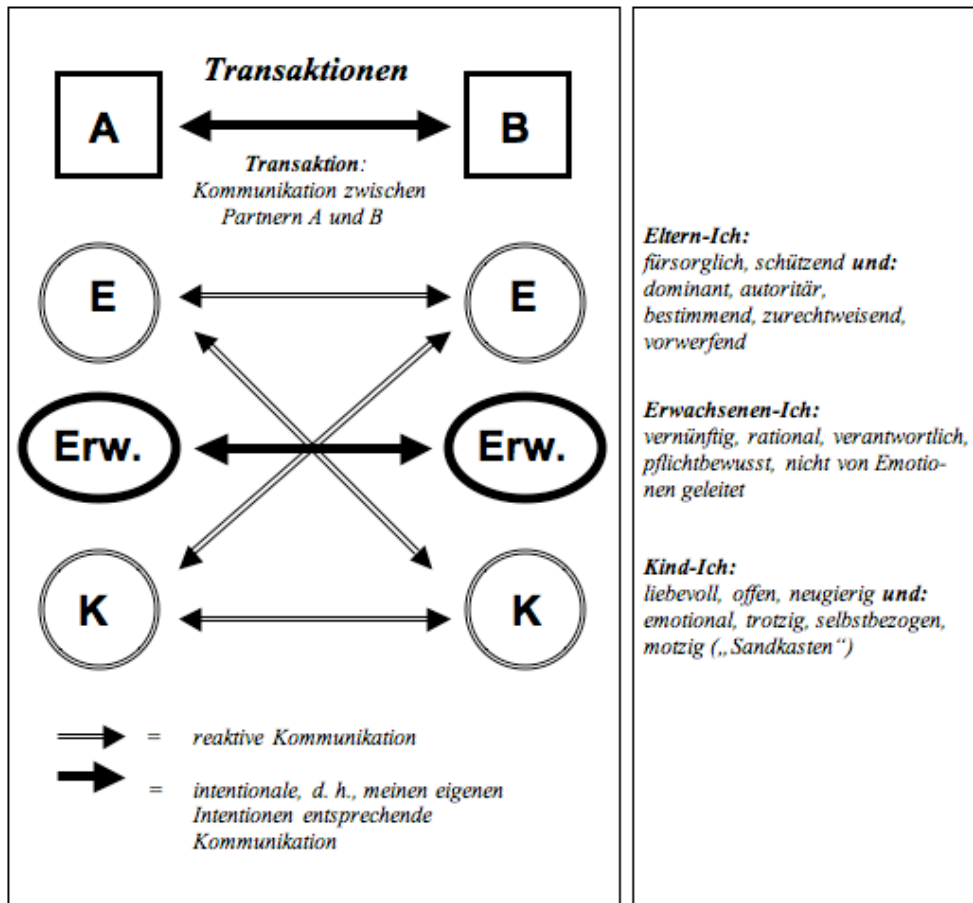 Transaktionen
A
B
Transaktion:
Kommunikation zwischen
Partnern A und B
E
E
Erw.
Erw.
K
K
= reaktive Kommunikation
= intentionale, d. h., meinen eigenen
Intentionen entsprechende
Kommunikation
Eltern-Ich:
fürsorglich, schützend und:
dominant, autoritär,
bestimmend, zurechtweisend,
vorwerfend
Erwachsenen-Ich:
vernünftig, rational, verantwortlich,
pflichtbewusst, nicht von Emotio-
nen geleitet
Kind-Ich:
liebevoll, offen, neugierig und:
emotional, trotzig, selbstbezogen,
motzig („Sandkasten“)